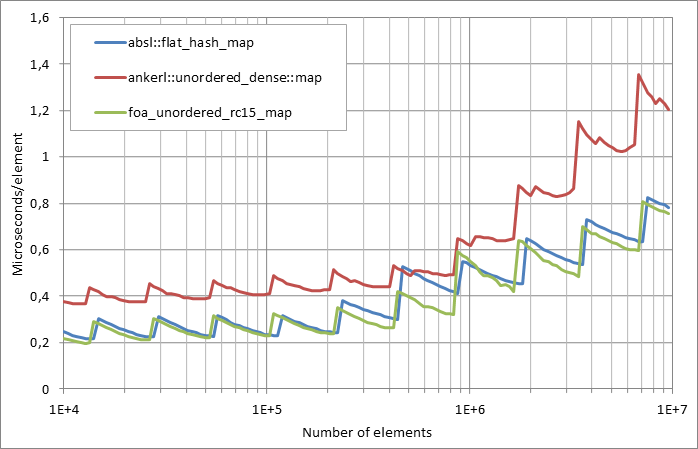 1,6
1,4
1,2
1
0,8
0,6
0,4
0,2
0
Microseconds/element
absl::flat_hash_map
ankerl::unordered_dense::map
foa_unordered_rc15_map
1E+4
1E+5
1E+6
1E+7
Number of elements